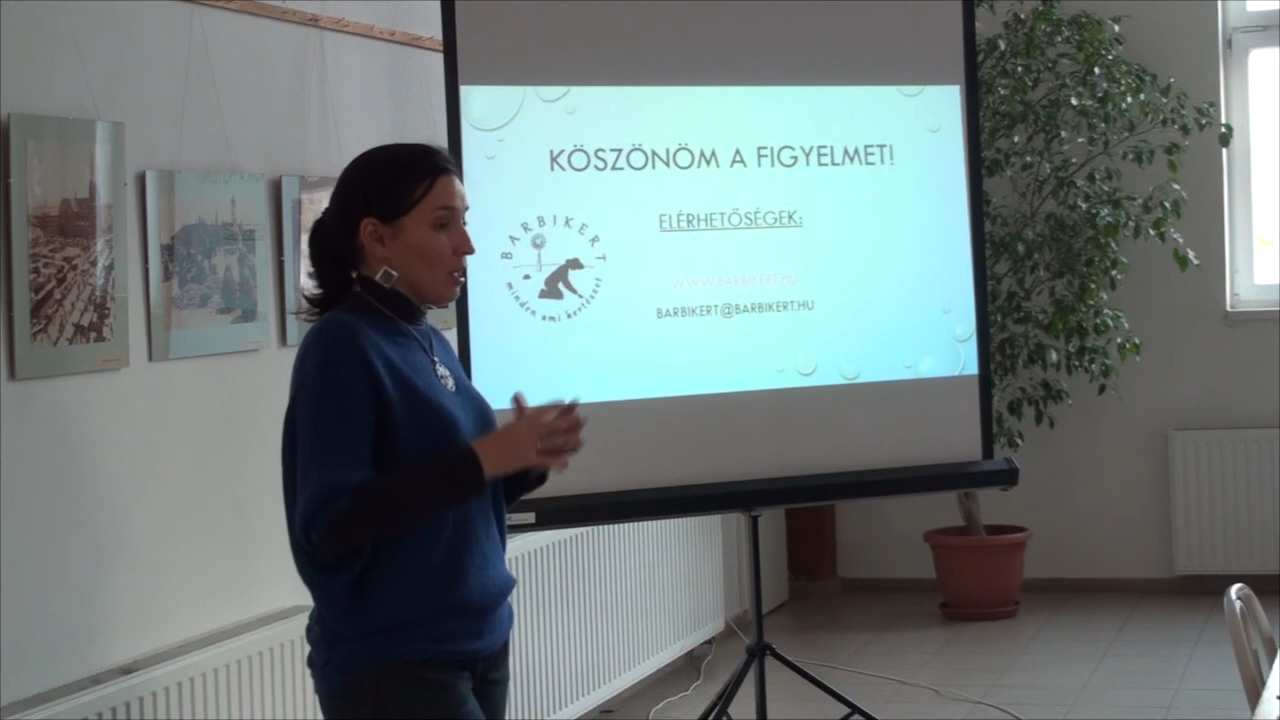 KÖSZÖNÖM A FIGYELMET!
ELÉRHETŐSÉGEK:
BARBIKERT
minden ami kertészet
WWW.BARBIKERT.HU
BARBIKERT@BARBIKERT.HU